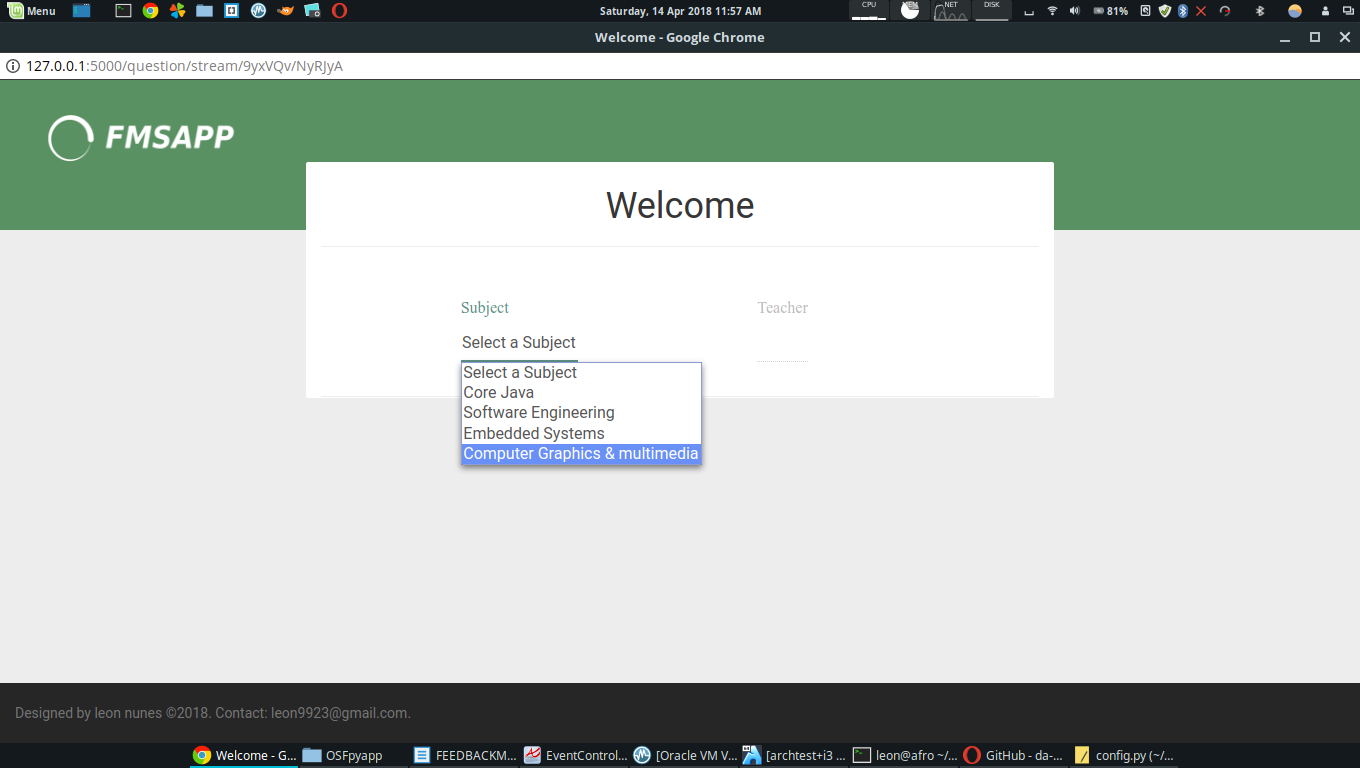 Menu
Saturday, 14 Apr 2018 11:57 AM
CPU
NET
DISK
81%
Welcome - Google Chrome
127.0.0.1:5000/question/stream/9yxVQv/NyRJyA
FMSAPP
Welcome
Subject
Teacher
Select a Subject
Select a Subject
Core Java
Software Engineering
Embedded Systems
Computer Graphics & multimedia
Designed by leon nunes ©2018. Contact: leon9923@gmail.com.
Welcome - G...
OSFpyapp
FEEDBACKM...
EventControl...
[Oracle VM V...
[archtest+i3 ...
leon@afro ~/...
GitHub - da-...
config.py (~/...